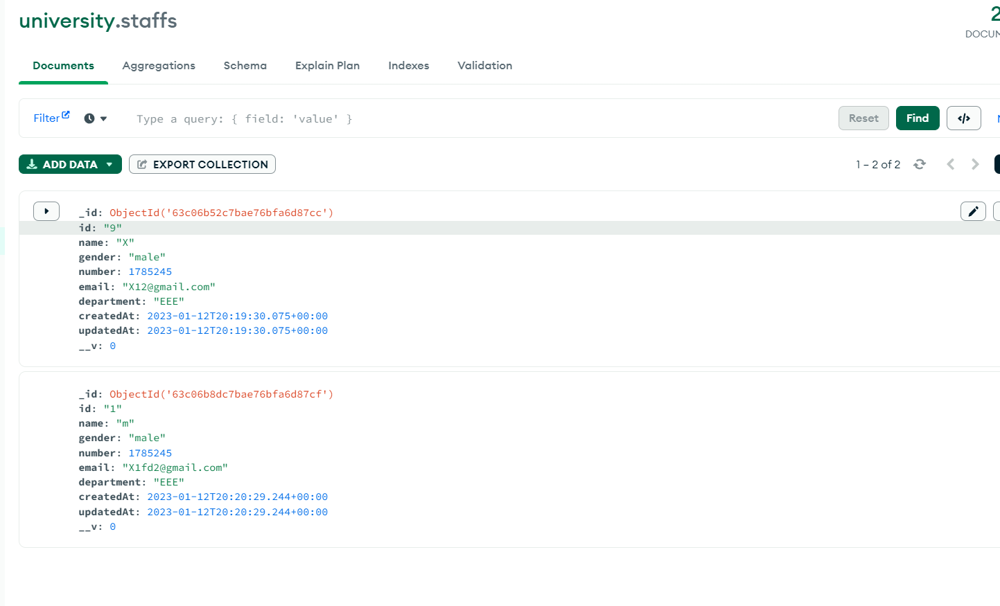 university.staffs
2
DOCUM
Documents Aggregations Schema Explain Plan Indexes Validation
Filter Type a query: { field: 'value' } Reset Find </>
ADD DATA EXPORT COLLECTION 1 – 2 of 2
_id: ObjectId('63c06b52c7bae76bfa6d87cc')
id: "9"
name: "X"
gender: "male"
number: 1785245
email: "X12@gmail.com"
department: "EEE"
createdAt: 2023-01-12T20:19:30.075+00:00
updatedAt: 2023-01-12T20:19:30.075+00:00
__v: 0
_id: ObjectId('63c06b8dc7bae76bfa6d87cf')
id: "1"
name: "m"
gender: "male"
number: 1785245
email: "X1fd2@gmail.com"
department: "EEE"
createdAt: 2023-01-12T20:20:29.244+00:00
updatedAt: 2023-01-12T20:20:29.244+00:00
__v: 0